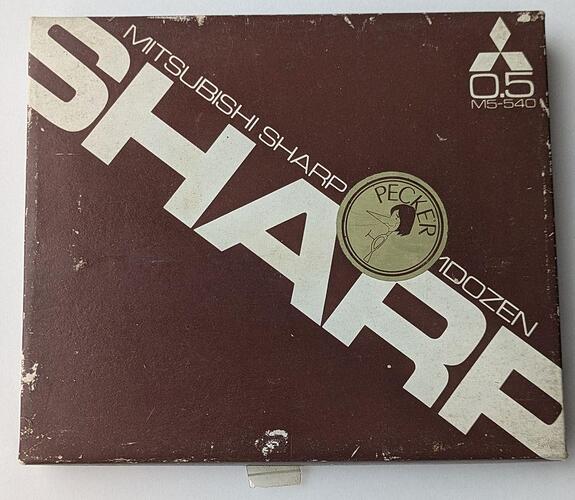 MITSUBISHI SHARP
1DOZEN
SHARP
0.5
M5-540
PECKER